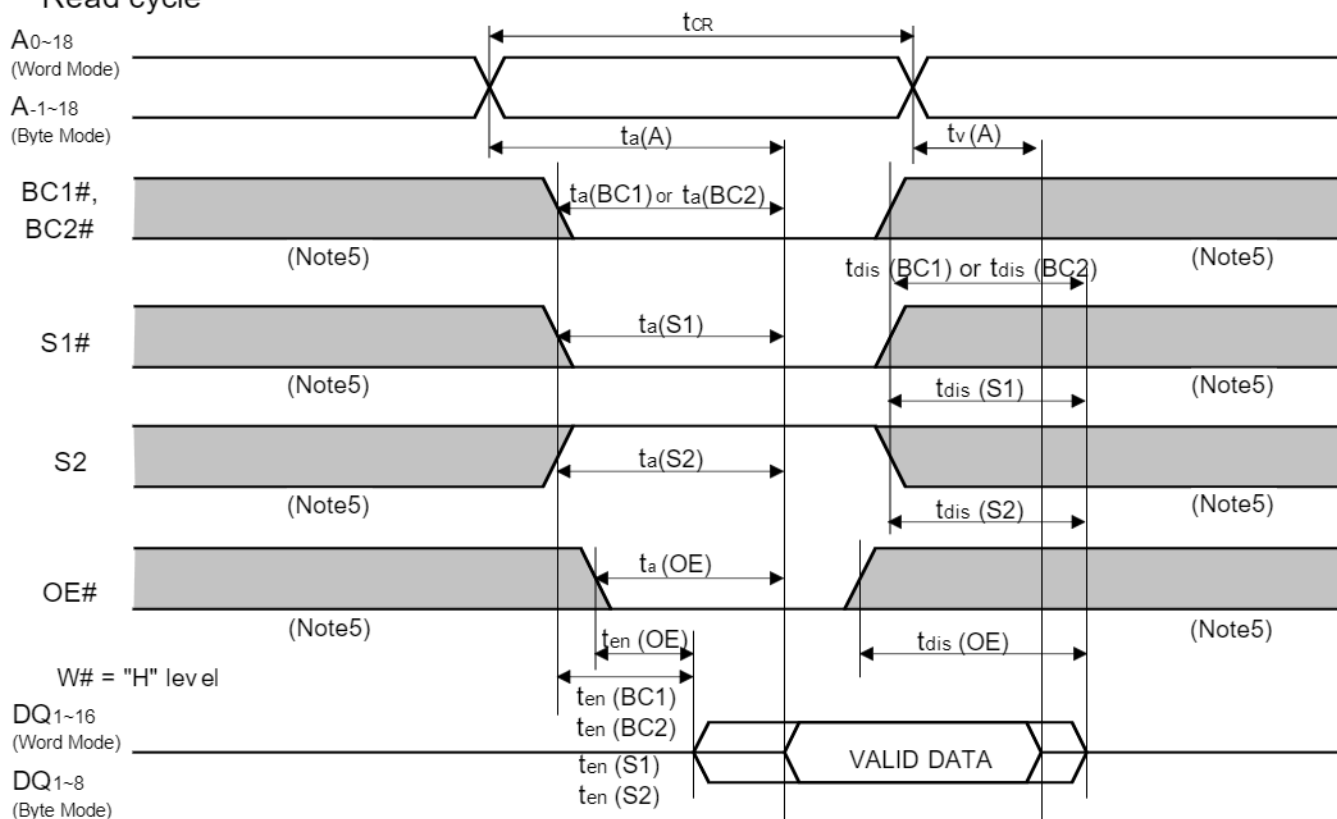 Read cycle
tCR
A0~18
(Word Mode)
A-1~18
(Byte Mode)
ta(A)
tv (A)
BC1#,
BC2#
ta(BC1) or ta(BC2)
(Note5)
(Note5)
tdis (BC1) or tdis (BC2)
S1#
ta(S1)
(Note5)
(Note5)
tdis (S1)
S2
ta(S2)
(Note5)
(Note5)
tdis (S2)
OE#
ta (OE)
(Note5)
(Note5)
ten (OE)
tdis (OE)
W# = "H" level
ten (BC1)
ten (BC2)
ten (S1)
ten (S2)
DQ1~16
(Word Mode)
VALID DATA
DQ1~8
(Byte Mode)